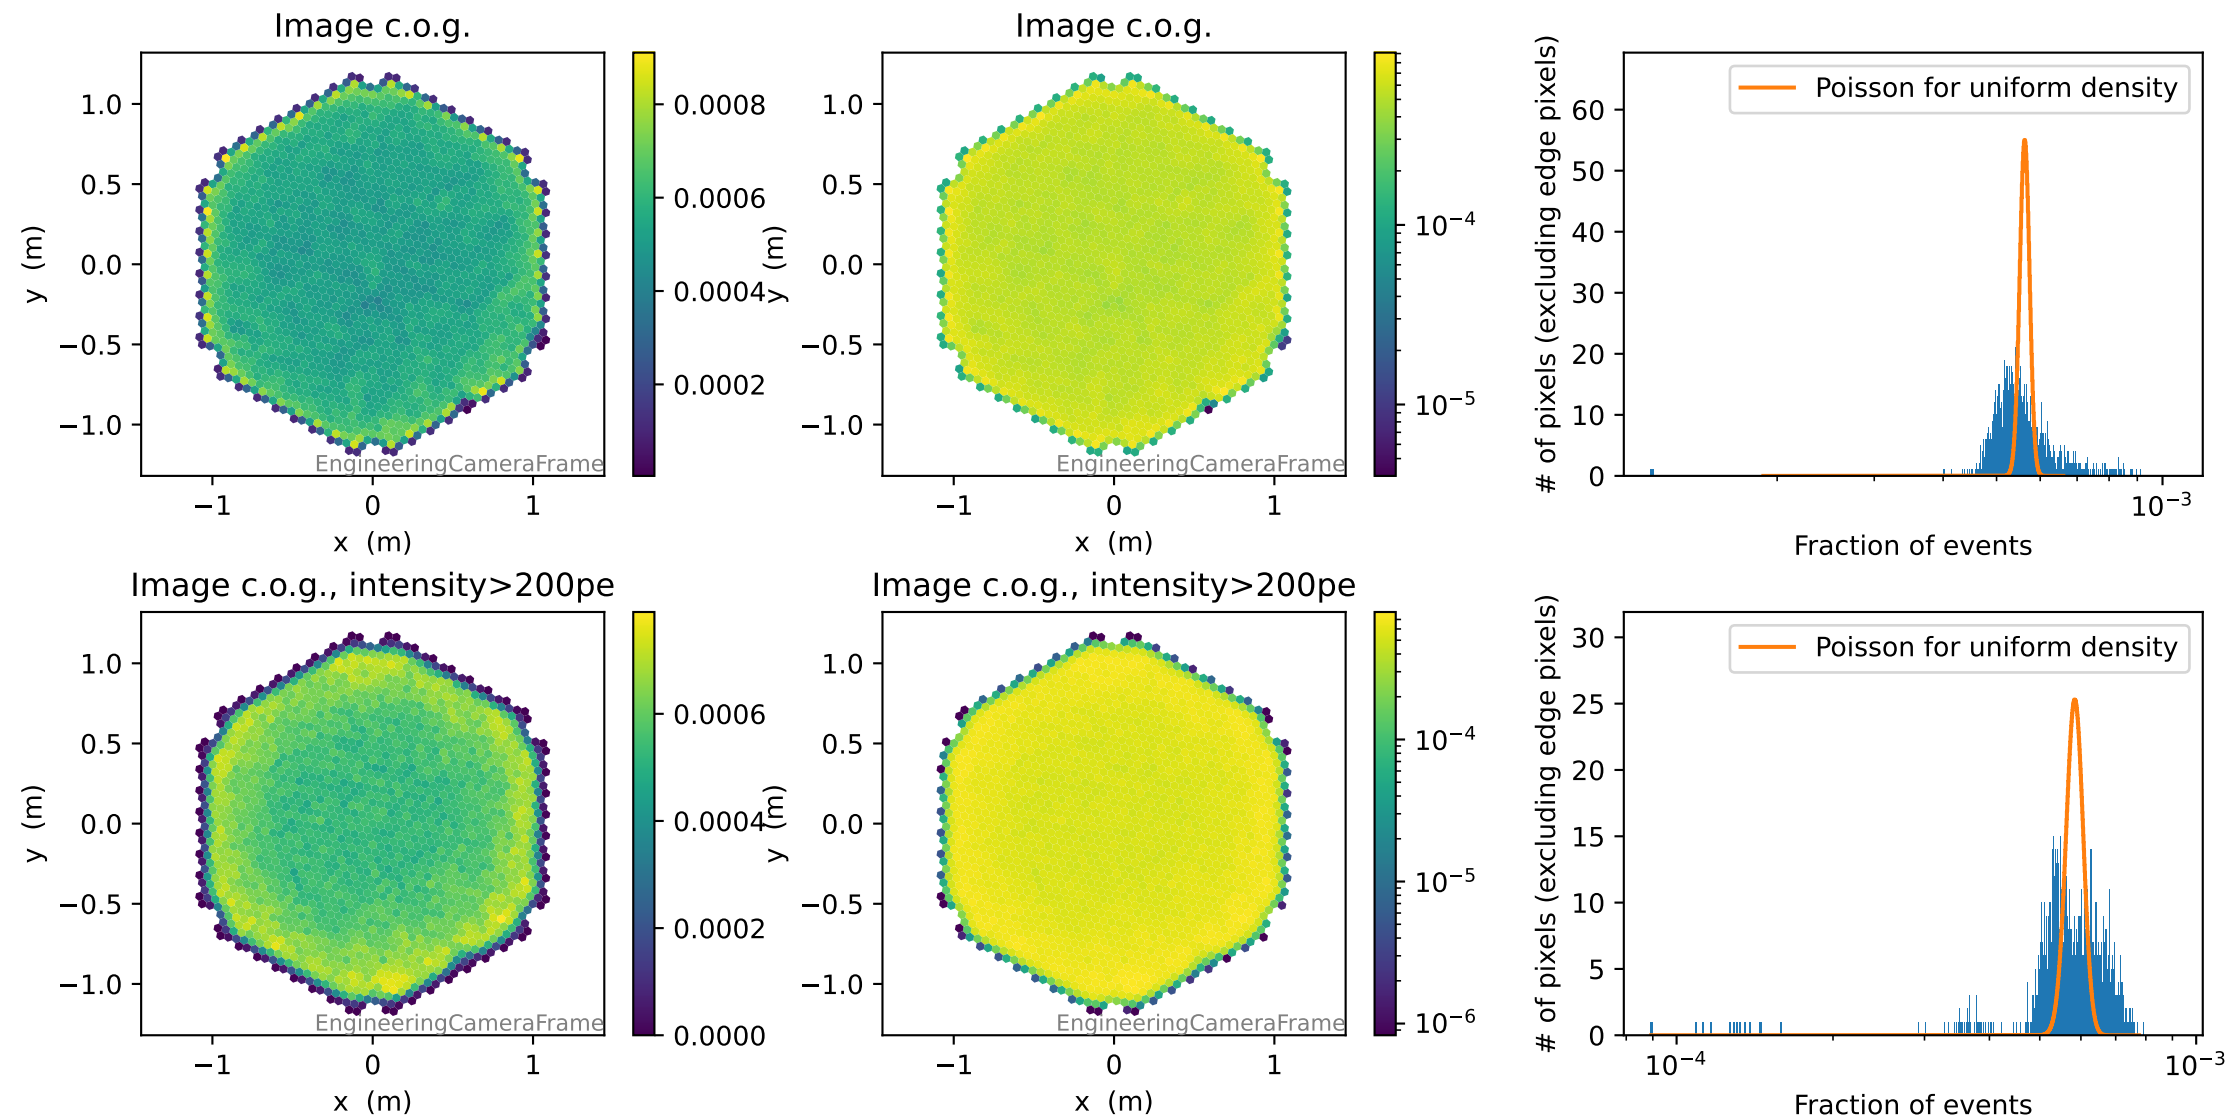 Image c.o.g.
1.0
0.5
0.0
−0.5
−1.0
y (m)
−1
0
1
x (m)
EngineeringCameraFrame
0.0008
0.0006
0.0004
0.0002
Image c.o.g.
1.0
0.5
0.0
−0.5
−1.0
y (m)
−1
0
1
x (m)
EngineeringCameraFrame
10⁻⁴
10⁻⁵
# of pixels (excluding edge pixels)
60
50
40
30
20
10
0
Poisson for uniform density
10⁻³
Fraction of events
Image c.o.g., intensity>200pe
1.0
0.5
0.0
−0.5
−1.0
y (m)
−1
0
1
x (m)
EngineeringCameraFrame
0.0006
0.0004
0.0002
0.0000
Image c.o.g., intensity>200pe
1.0
0.5
0.0
−0.5
−1.0
y (m)
−1
0
1
x (m)
EngineeringCameraFrame
10⁻⁴
10⁻⁵
10⁻⁶
# of pixels (excluding edge pixels)
30
25
20
15
10
5
0
Poisson for uniform density
10⁻⁴
10⁻³
Fraction of events